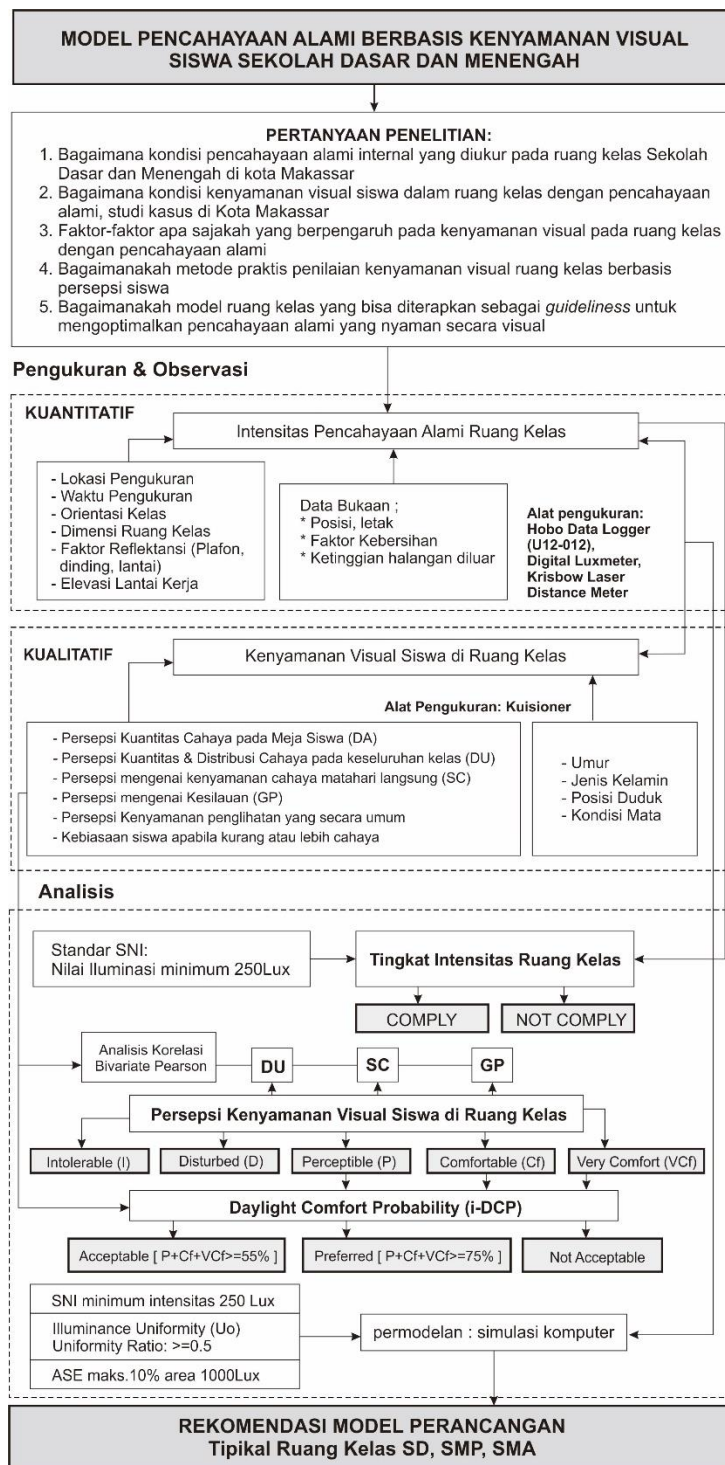 MODEL PENCAHAYAAN ALAMI BERBASIS KENYAMANAN VISUAL
SISWA SEKOLAH DASAR DAN MENENGAH
PERTANYAAN PENELITIAN:
1. Bagaimana kondisi pencahayaan alami internal yang diukur pada ruang kelas Sekolah
Dasar dan Menengah di kota Makassar
2. Bagaimana kondisi kenyamanan visual siswa dalam ruang kelas dengan pencahayaan
alami, studi kasus di Kota Makassar
3. Faktor-faktor apa sajakah yang berpengaruh pada kenyamanan visual pada ruang kelas
dengan pencahayaan alami
4. Bagaimanakah metode praktis penilaian kenyamanan visual ruang kelas berbasis
persepsi siswa
5. Bagaimanakah model ruang kelas yang bisa diterapkan sebagai guideliness untuk
mengoptimalkan pencahayaan alami yang nyaman secara visual
Pengukuran & Observasi
KUANTITATIF
Intensitas Pencahayaan Alami Ruang Kelas
- Lokasi Pengukuran
- Waktu Pengukuran
- Orientasi Kelas
- Dimensi Ruang Kelas
- Faktor Reflektansi (Plafon,
dinding, lantai)
- Elevasi Lantai Kerja
Data Bukaan ;
* Posisi, letak
* Faktor Kebersihan
* Ketinggian halangan diluar
Alat pengukuran:
Hobo Data Logger
(U12-012),
Digital Luxmeter,
Krisbow Laser
Distance Meter
KUALITATIF
Kenyamanan Visual Siswa di Ruang Kelas
Alat Pengukuran: Kuisioner
- Persepsi Kuantitas Cahaya pada Meja Siswa (DA)
- Persepsi Kuantitas & Distribusi Cahaya pada keseluruhan kelas (DU)
- Persepsi mengenai kenyamanan cahaya matahari langsung (SC)
- Persepsi mengenai Kesilauan (GP)
- Persepsi Kenyamanan penglihatan yang secara umum
- Kebiasaan siswa apabila kurang atau lebih cahaya
- Umur
- Jenis Kelamin
- Posisi Duduk
- Kondisi Mata
Analisis
Standar SNI:
Nilai Iluminasi minimum 250Lux
Tingkat Intensitas Ruang Kelas
COMPLY
NOT COMPLY
Analisis Korelasi
Bivariate Pearson
DU
SC
GP
Persepsi Kenyamanan Visual Siswa di Ruang Kelas
Intolerable (I)
Disturbed (D)
Perceptible (P)
Comfortable (Cf)
Very Comfort (VCf)
Daylight Comfort Probability (i-DCP)
Acceptable [ P+Cf+VCf>=55% ]
Preferred [ P+Cf+VCf>=75% ]
Not Acceptable
SNI minimum intensitas 250 Lux
Illuminance Uniformity (Uo)
Uniformity Ratio: >=0.5
ASE maks.10% area 1000Lux
permodelan : simulasi komputer
REKOMENDASI MODEL PERANCANGAN
Tipikal Ruang Kelas SD, SMP, SMA